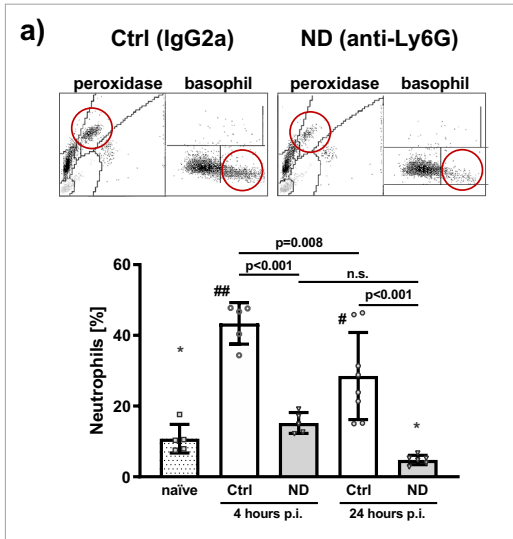 a)
Ctrl (IgG2a) ND (anti-Ly6G)
peroxidase basophil peroxidase basophil
p=0.008
p<0.001 n.s.
## p<0.001
#
* *
Neutrophils [%]
60
40
20
0
naïve Ctrl ND Ctrl ND
4 hours p.i. 24 hours p.i.